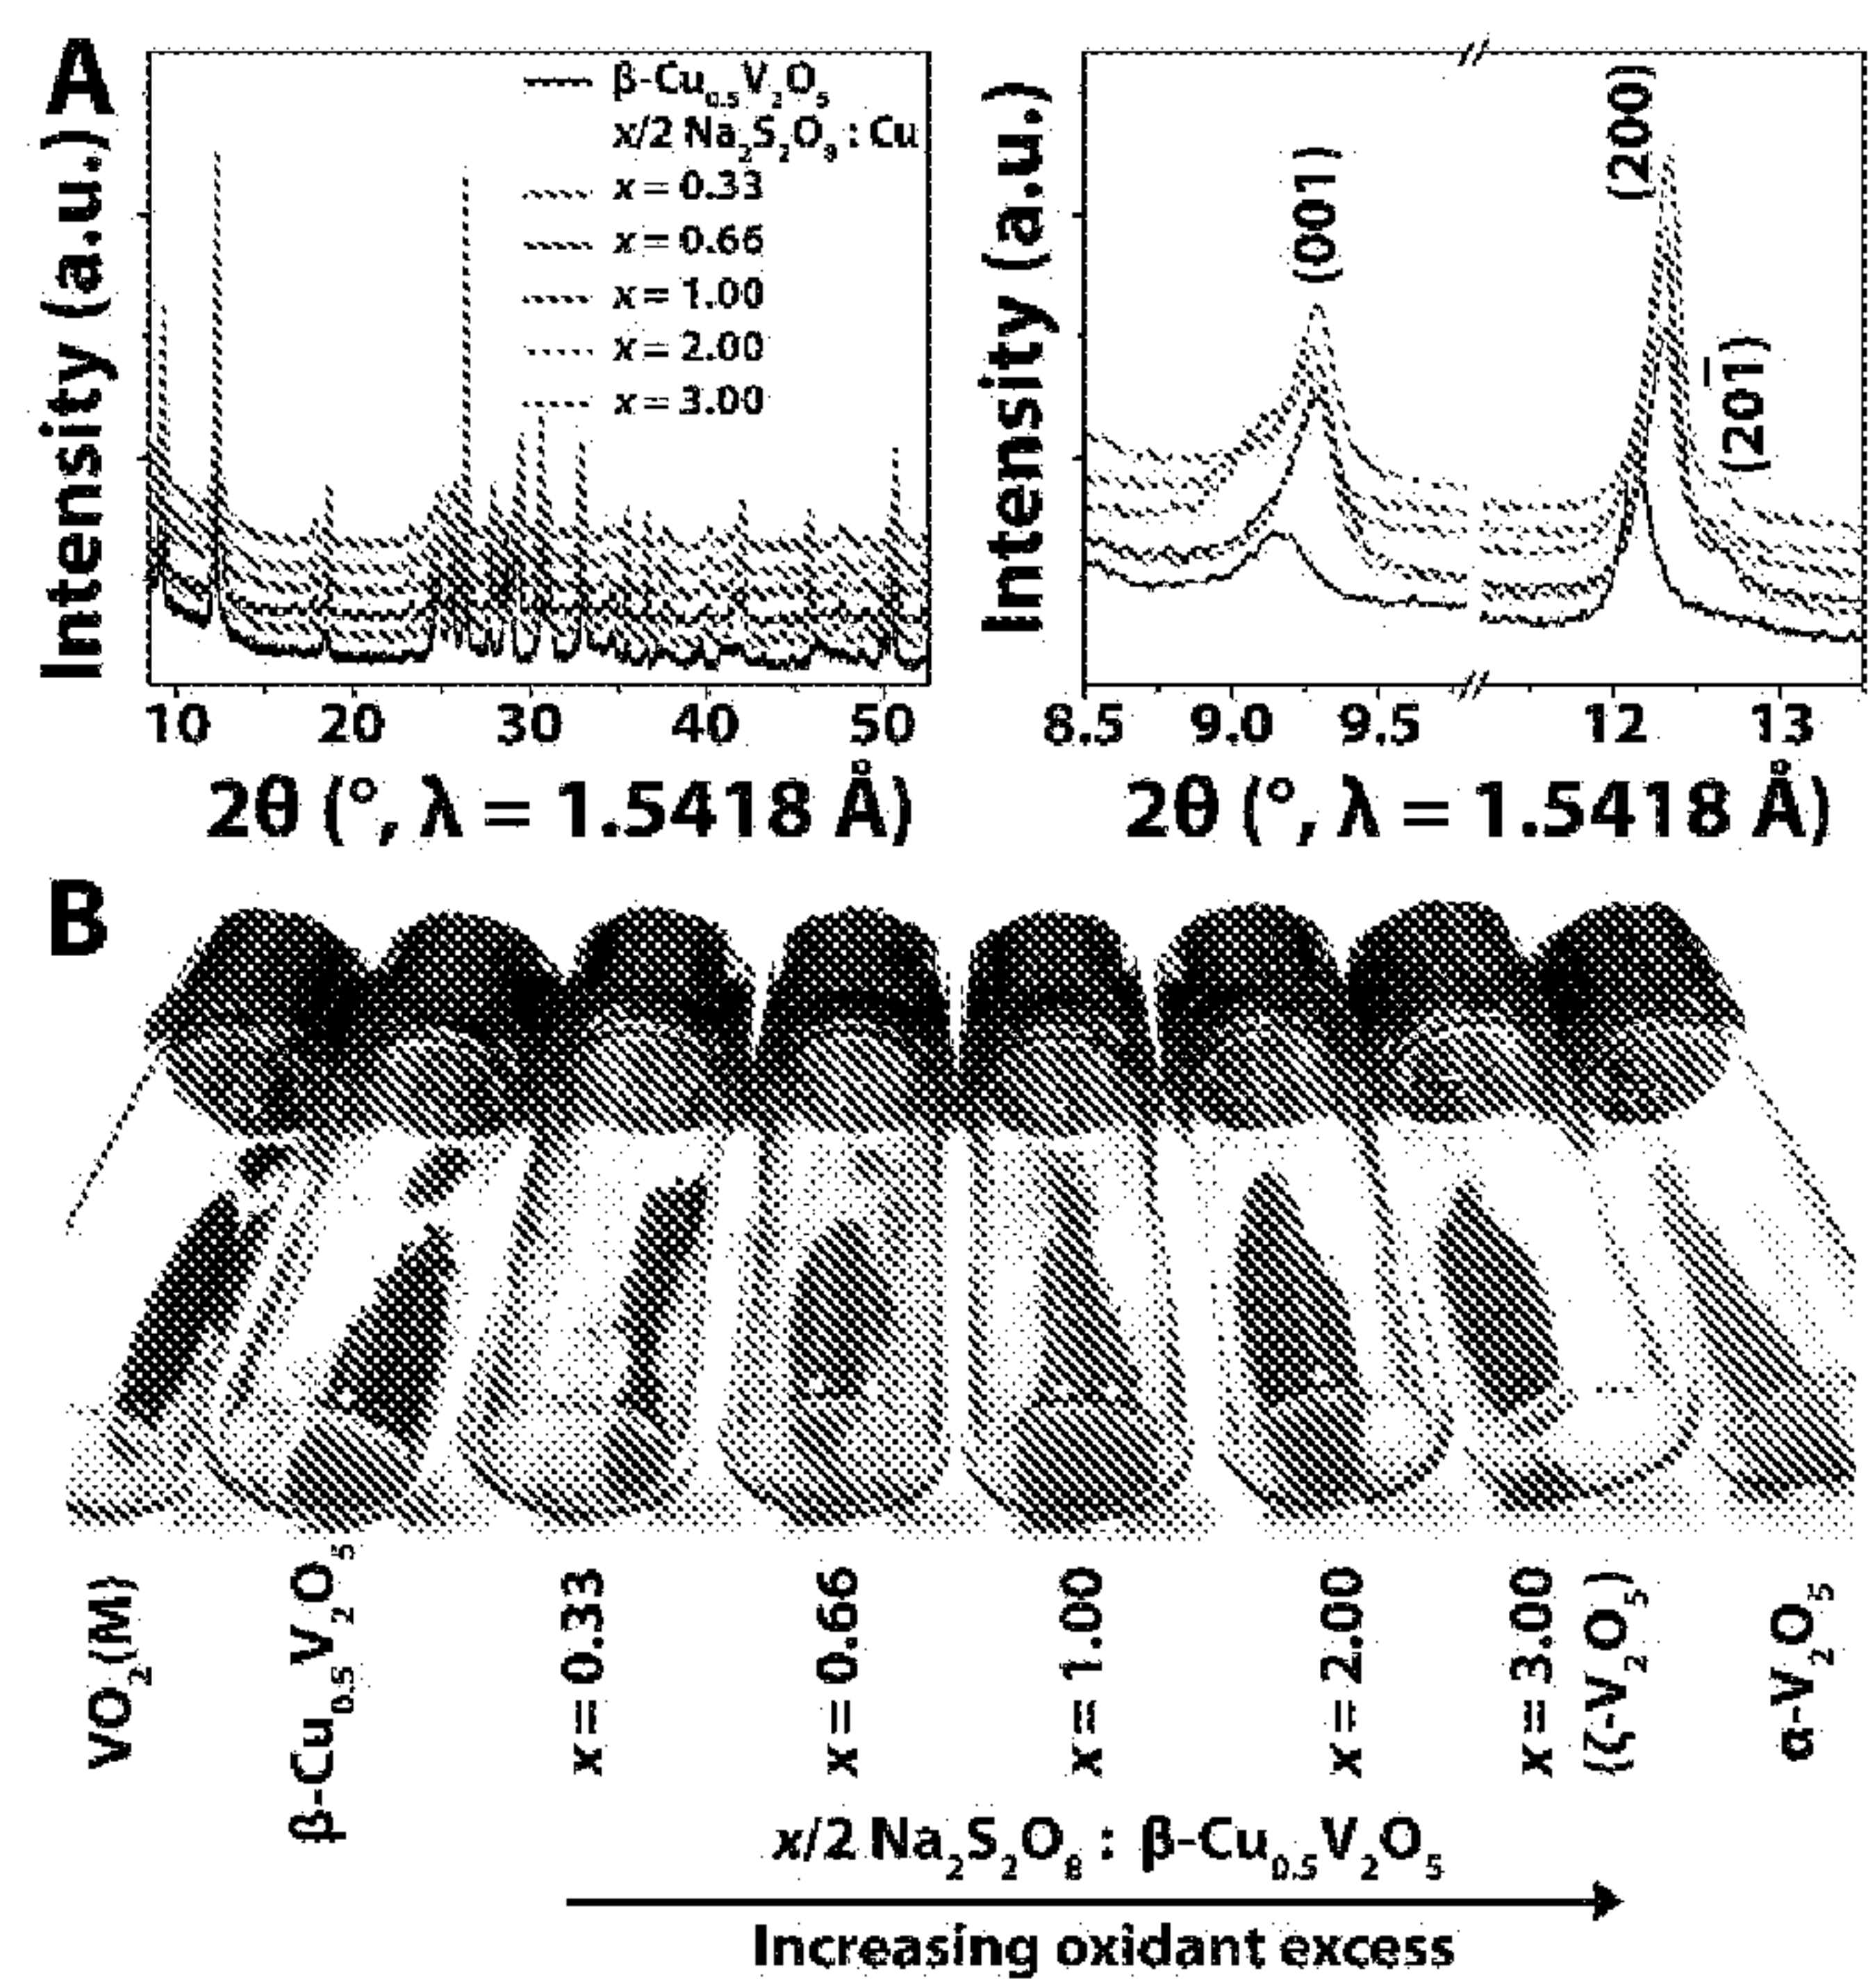 A
Intensity (a.u.)
β-Cu0.5V2O5
x/2 Na2S2O8 : Cu
x = 0.33
x = 0.66
x = 1.00
x = 2.00
x = 3.00
10 20 30 40 50
2θ (°, λ = 1.5418 Å)
Intensity (a.u.)
(001)
(200)
(201̅)
8.5 9.0 9.5 12 13
2θ (°, λ = 1.5418 Å)
B
VO2(M)
β-Cu0.5V2O5
x = 0.33
x = 0.66
x = 1.00
x = 2.00
x = 3.00
(ζ-V2O5)
α-V2O5
x/2 Na2S2O8 : β-Cu0.5V2O5
Increasing oxidant excess